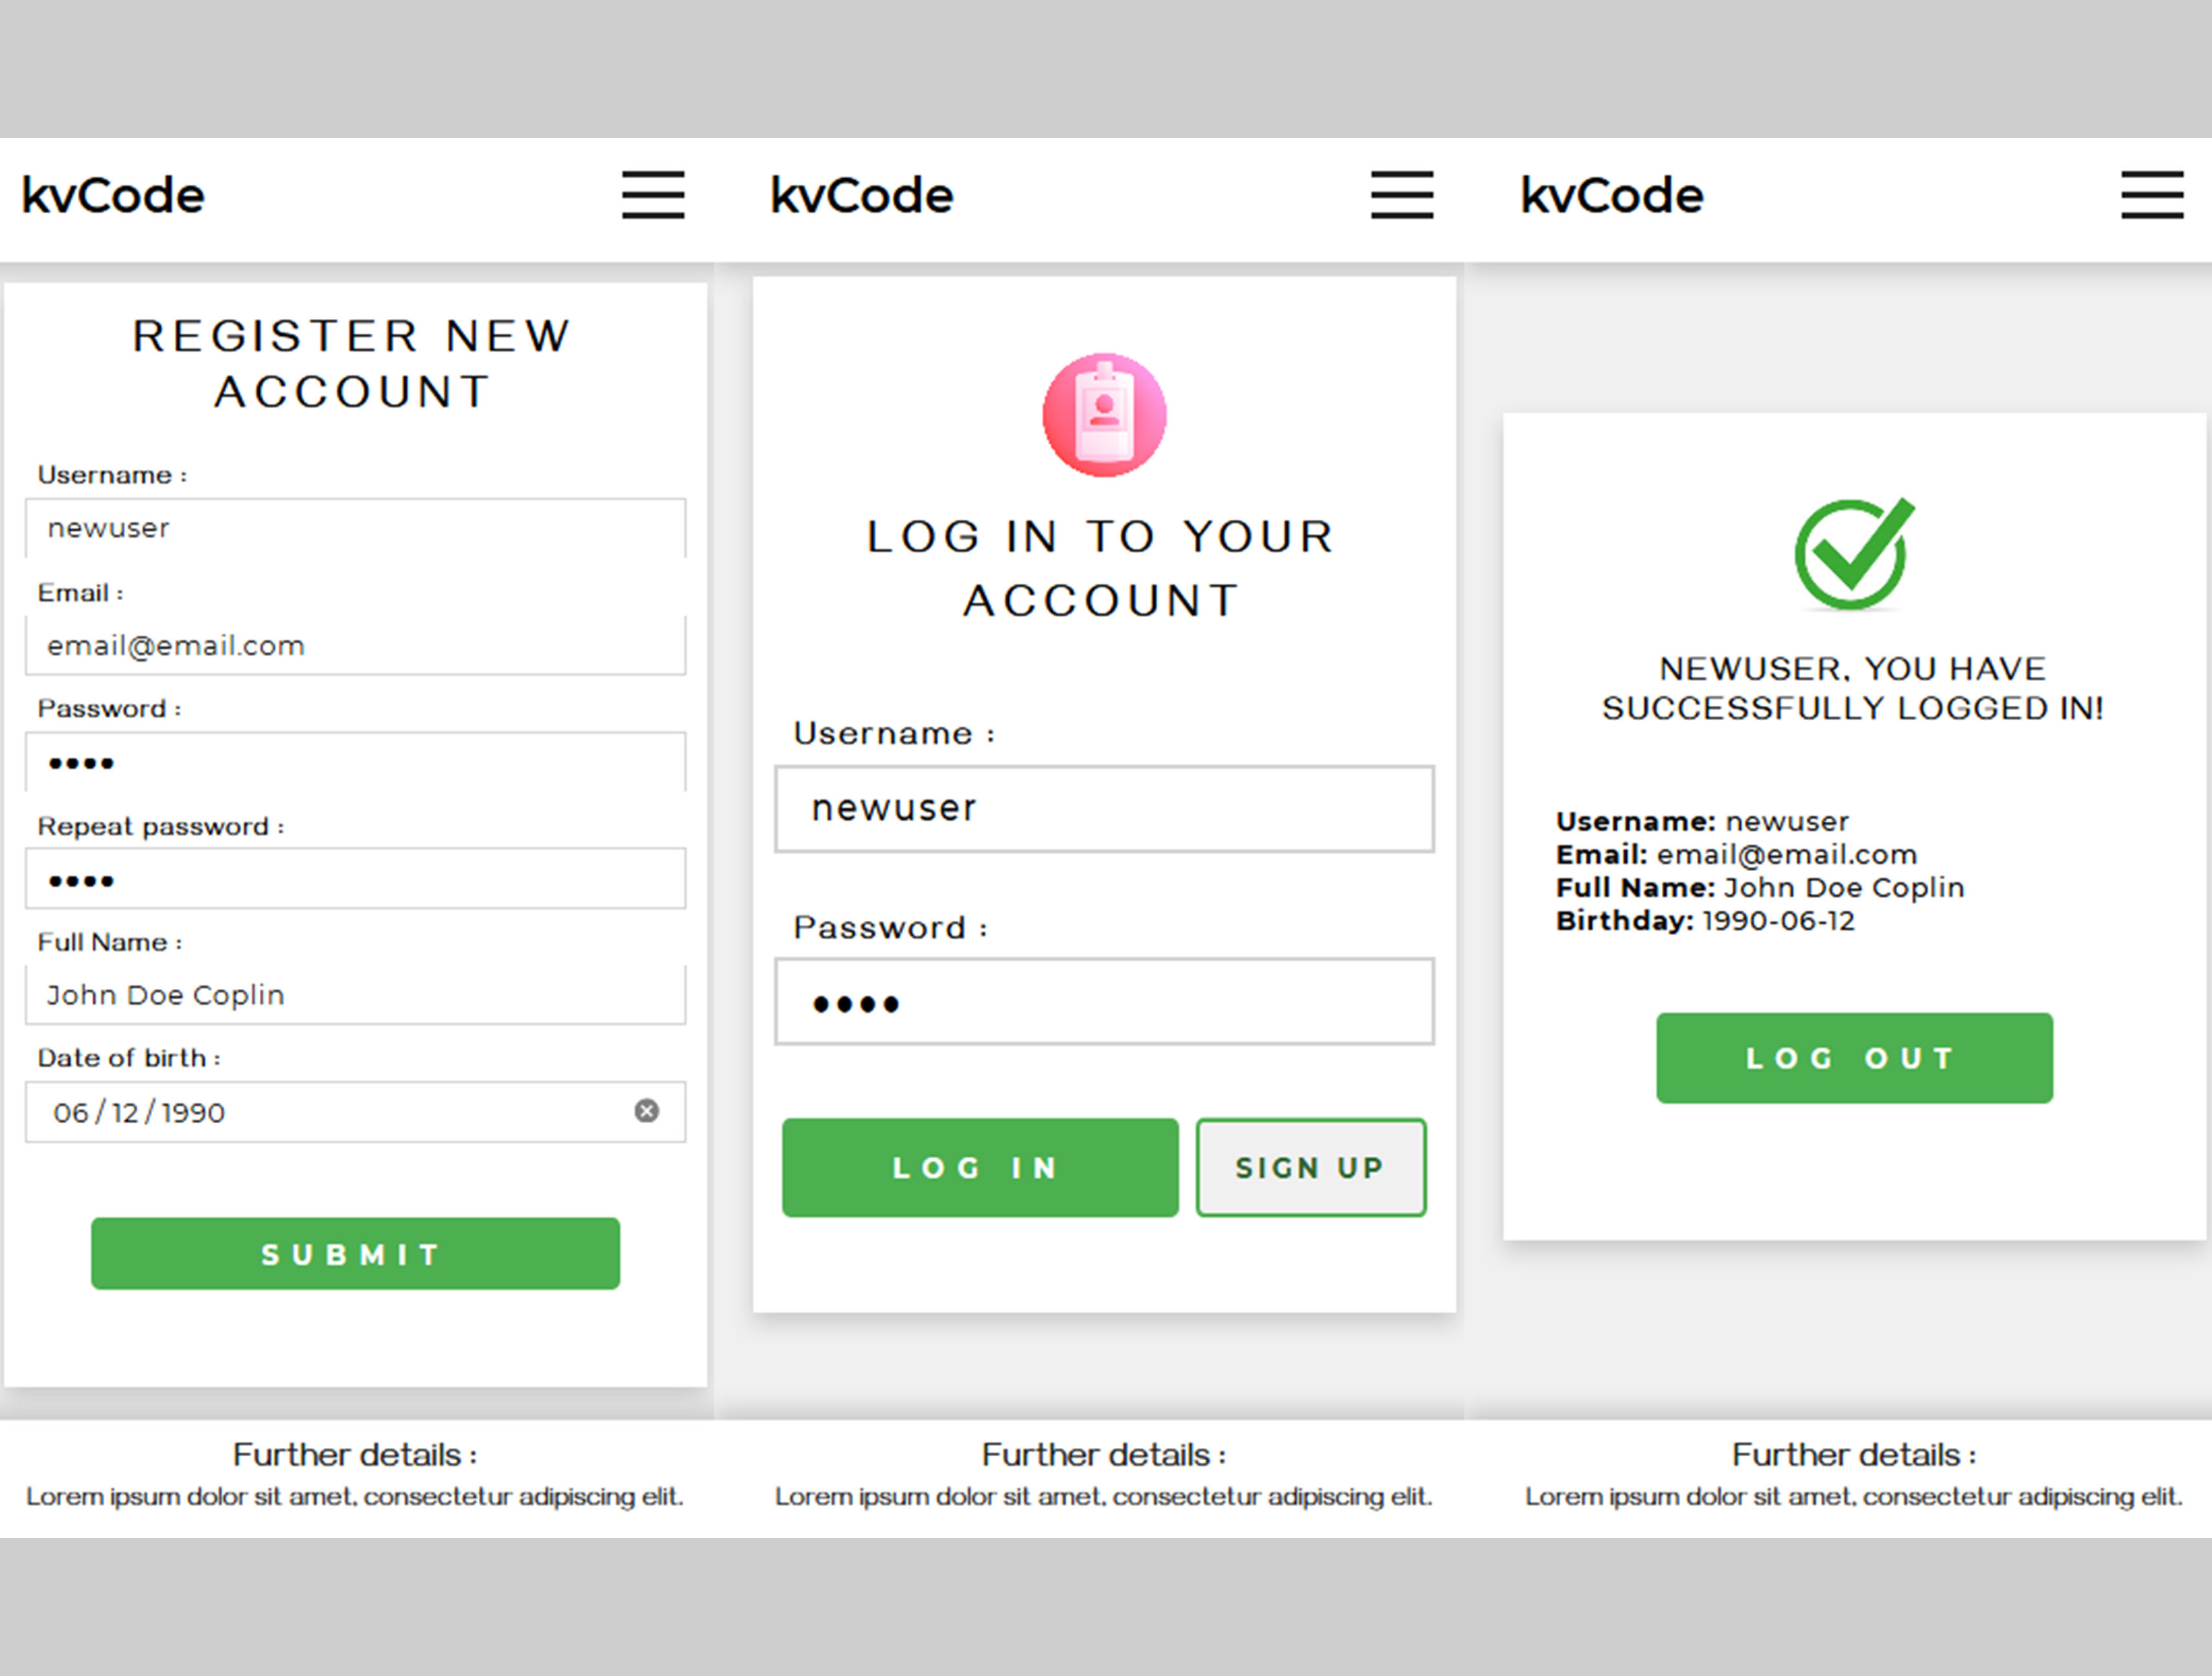 kvCode
REGISTER NEW
ACCOUNT
Username :
newuser
Email :
email@email.com
Password :
••••
Repeat password :
••••
Full Name :
John Doe Coplin
Date of birth :
06 / 12 / 1990
SUBMIT
Further details :
Lorem ipsum dolor sit amet, consectetur adipiscing elit.
kvCode
LOG IN TO YOUR
ACCOUNT
Username :
newuser
Password :
••••
LOG IN
SIGN UP
Further details :
Lorem ipsum dolor sit amet, consectetur adipiscing elit.
kvCode
NEWUSER, YOU HAVE
SUCCESSFULLY LOGGED IN!
Username: newuser
Email: email@email.com
Full Name: John Doe Coplin
Birthday: 1990-06-12
LOG OUT
Further details :
Lorem ipsum dolor sit amet, consectetur adipiscing elit.